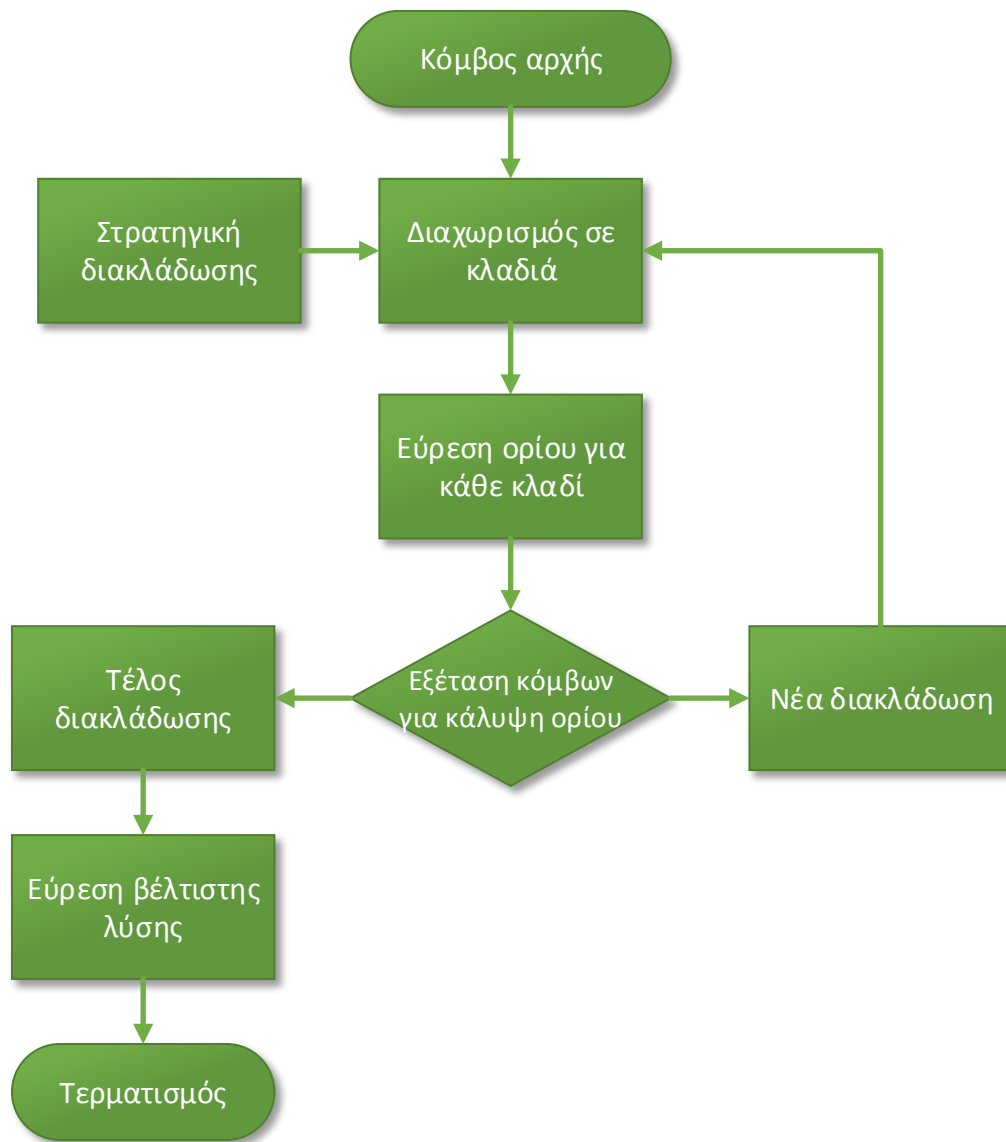 Κόμβος αρχής
Στρατηγική
διακλάδωσης
Διαχωρισμός σε
κλαδιά
Εύρεση ορίου για
κάθε κλαδί
Τέλος
διακλάδωσης
Εξέταση κόμβων
για κάλυψη ορίου
Νέα διακλάδωση
Εύρεση βέλτιστης
λύσης
Τερματισμός